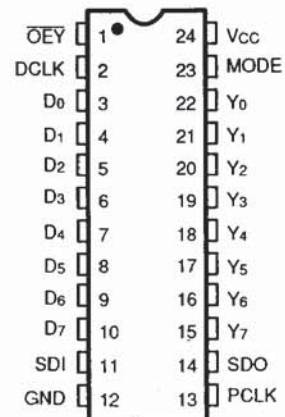 OEY 1 24 Vcc
DCLK 2 23 MODE
D0 3 22 Y0
D1 4 21 Y1
D2 5 20 Y2
D3 6 19 Y3
D4 7 18 Y4
D5 8 17 Y5
D6 9 16 Y6
D7 10 15 Y7
SDI 11 14 SDO
GND 12 13 PCLK